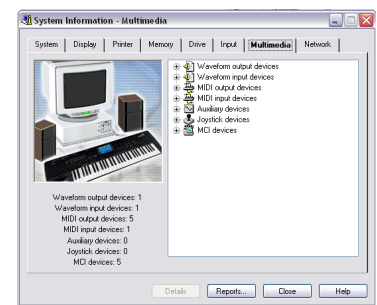 System Information - Multimedia
System Display Printer Memory Drive Input Multimedia Network
Waveform output devices
Waveform input devices
MIDI output devices
MIDI input devices
Auxiliary devices
Joystick devices
MCI devices
Waveform output devices: 1
Waveform input devices: 1
MIDI output devices: 5
MIDI input devices: 1
Auxiliary devices: 0
Joystick devices: 0
MCI devices: 5
Details Reports... Close Help